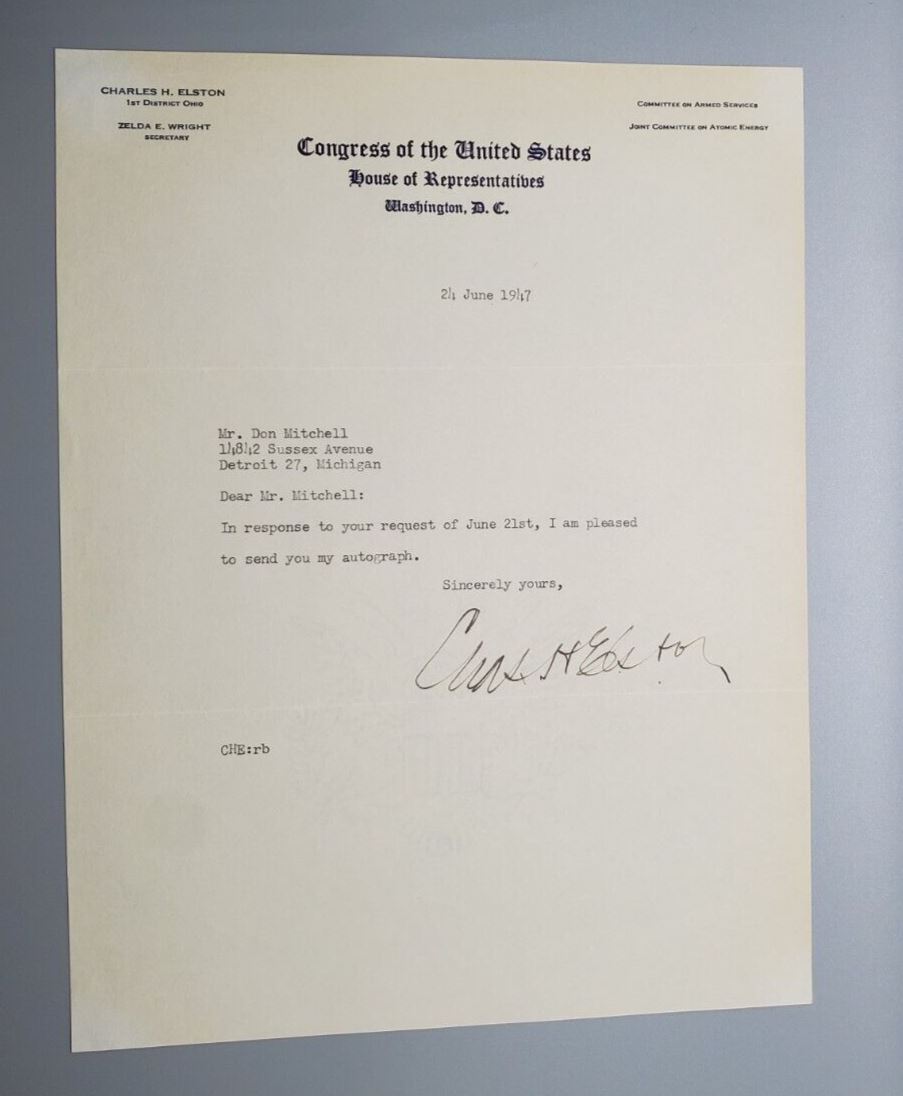 CHARLES H. ELSTON
1ST DISTRICT OHIO
ZELDA E. WRIGHT
SECRETARY
COMMITTEE ON ARMED SERVICES
JOINT COMMITTEE ON ATOMIC ENERGY
Congress of the United States
House of Representatives
Washington, D. C.
24 June 1947
Mr. Don Mitchell
14842 Sussex Avenue
Detroit 27, Michigan
Dear Mr. Mitchell:
In response to your request of June 21st, I am pleased
to send you my autograph.
Sincerely yours,
Chas H Elston
CHE:rb